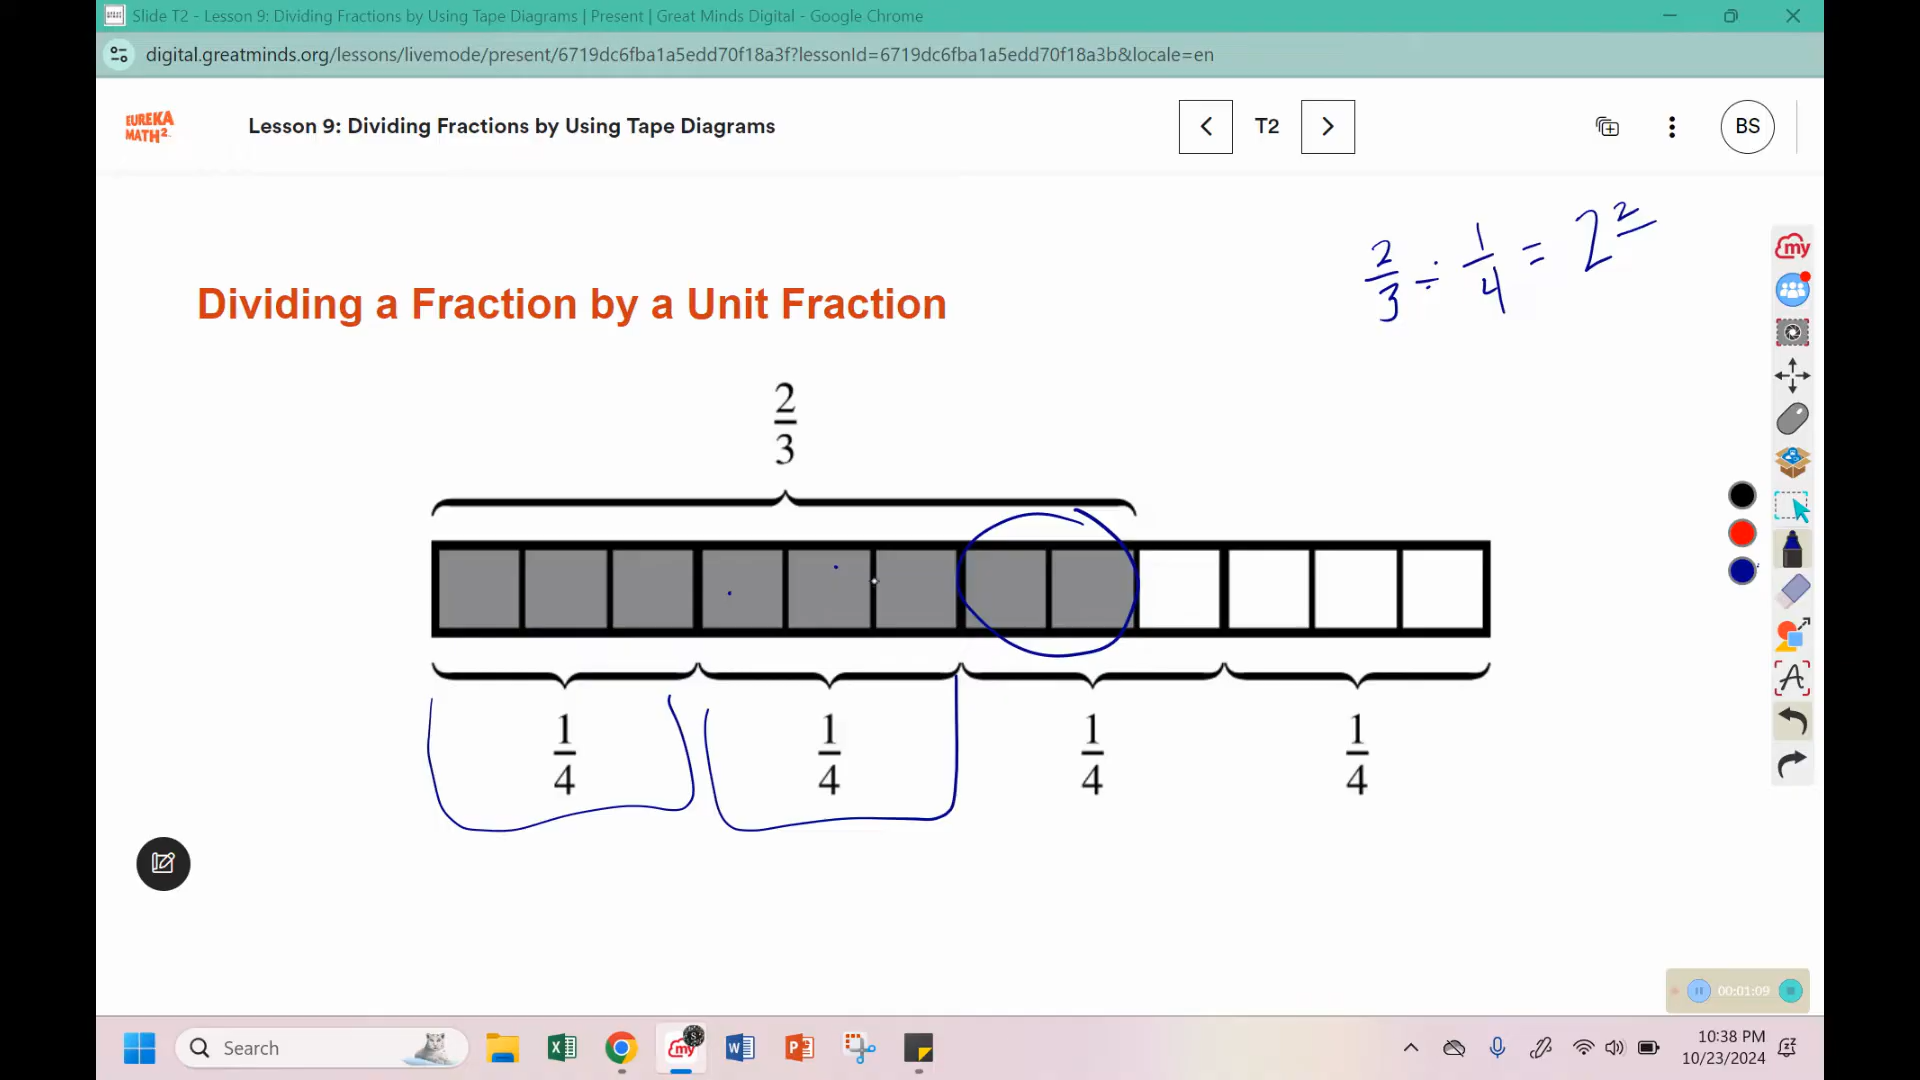 Slide T2 - Lesson 9: Dividing Fractions by Using Tape Diagrams | Present | Great Minds Digital - Google Chrome
digital.greatminds.org/lessons/livemode/present/6719dc6fba1a5edd70f18a3f?lessonId=6719dc6fba1a5edd70f18a3b&locale=en
EUREKA
MATH²
Lesson 9: Dividing Fractions by Using Tape Diagrams
T2
BS
2/3 ÷ 1/4 = 2 2/
my
Dividing a Fraction by a Unit Fraction
2/3
1/4 1/4 1/4 1/4
A
00:01:09
Search
my
10:38 PM
10/23/2024